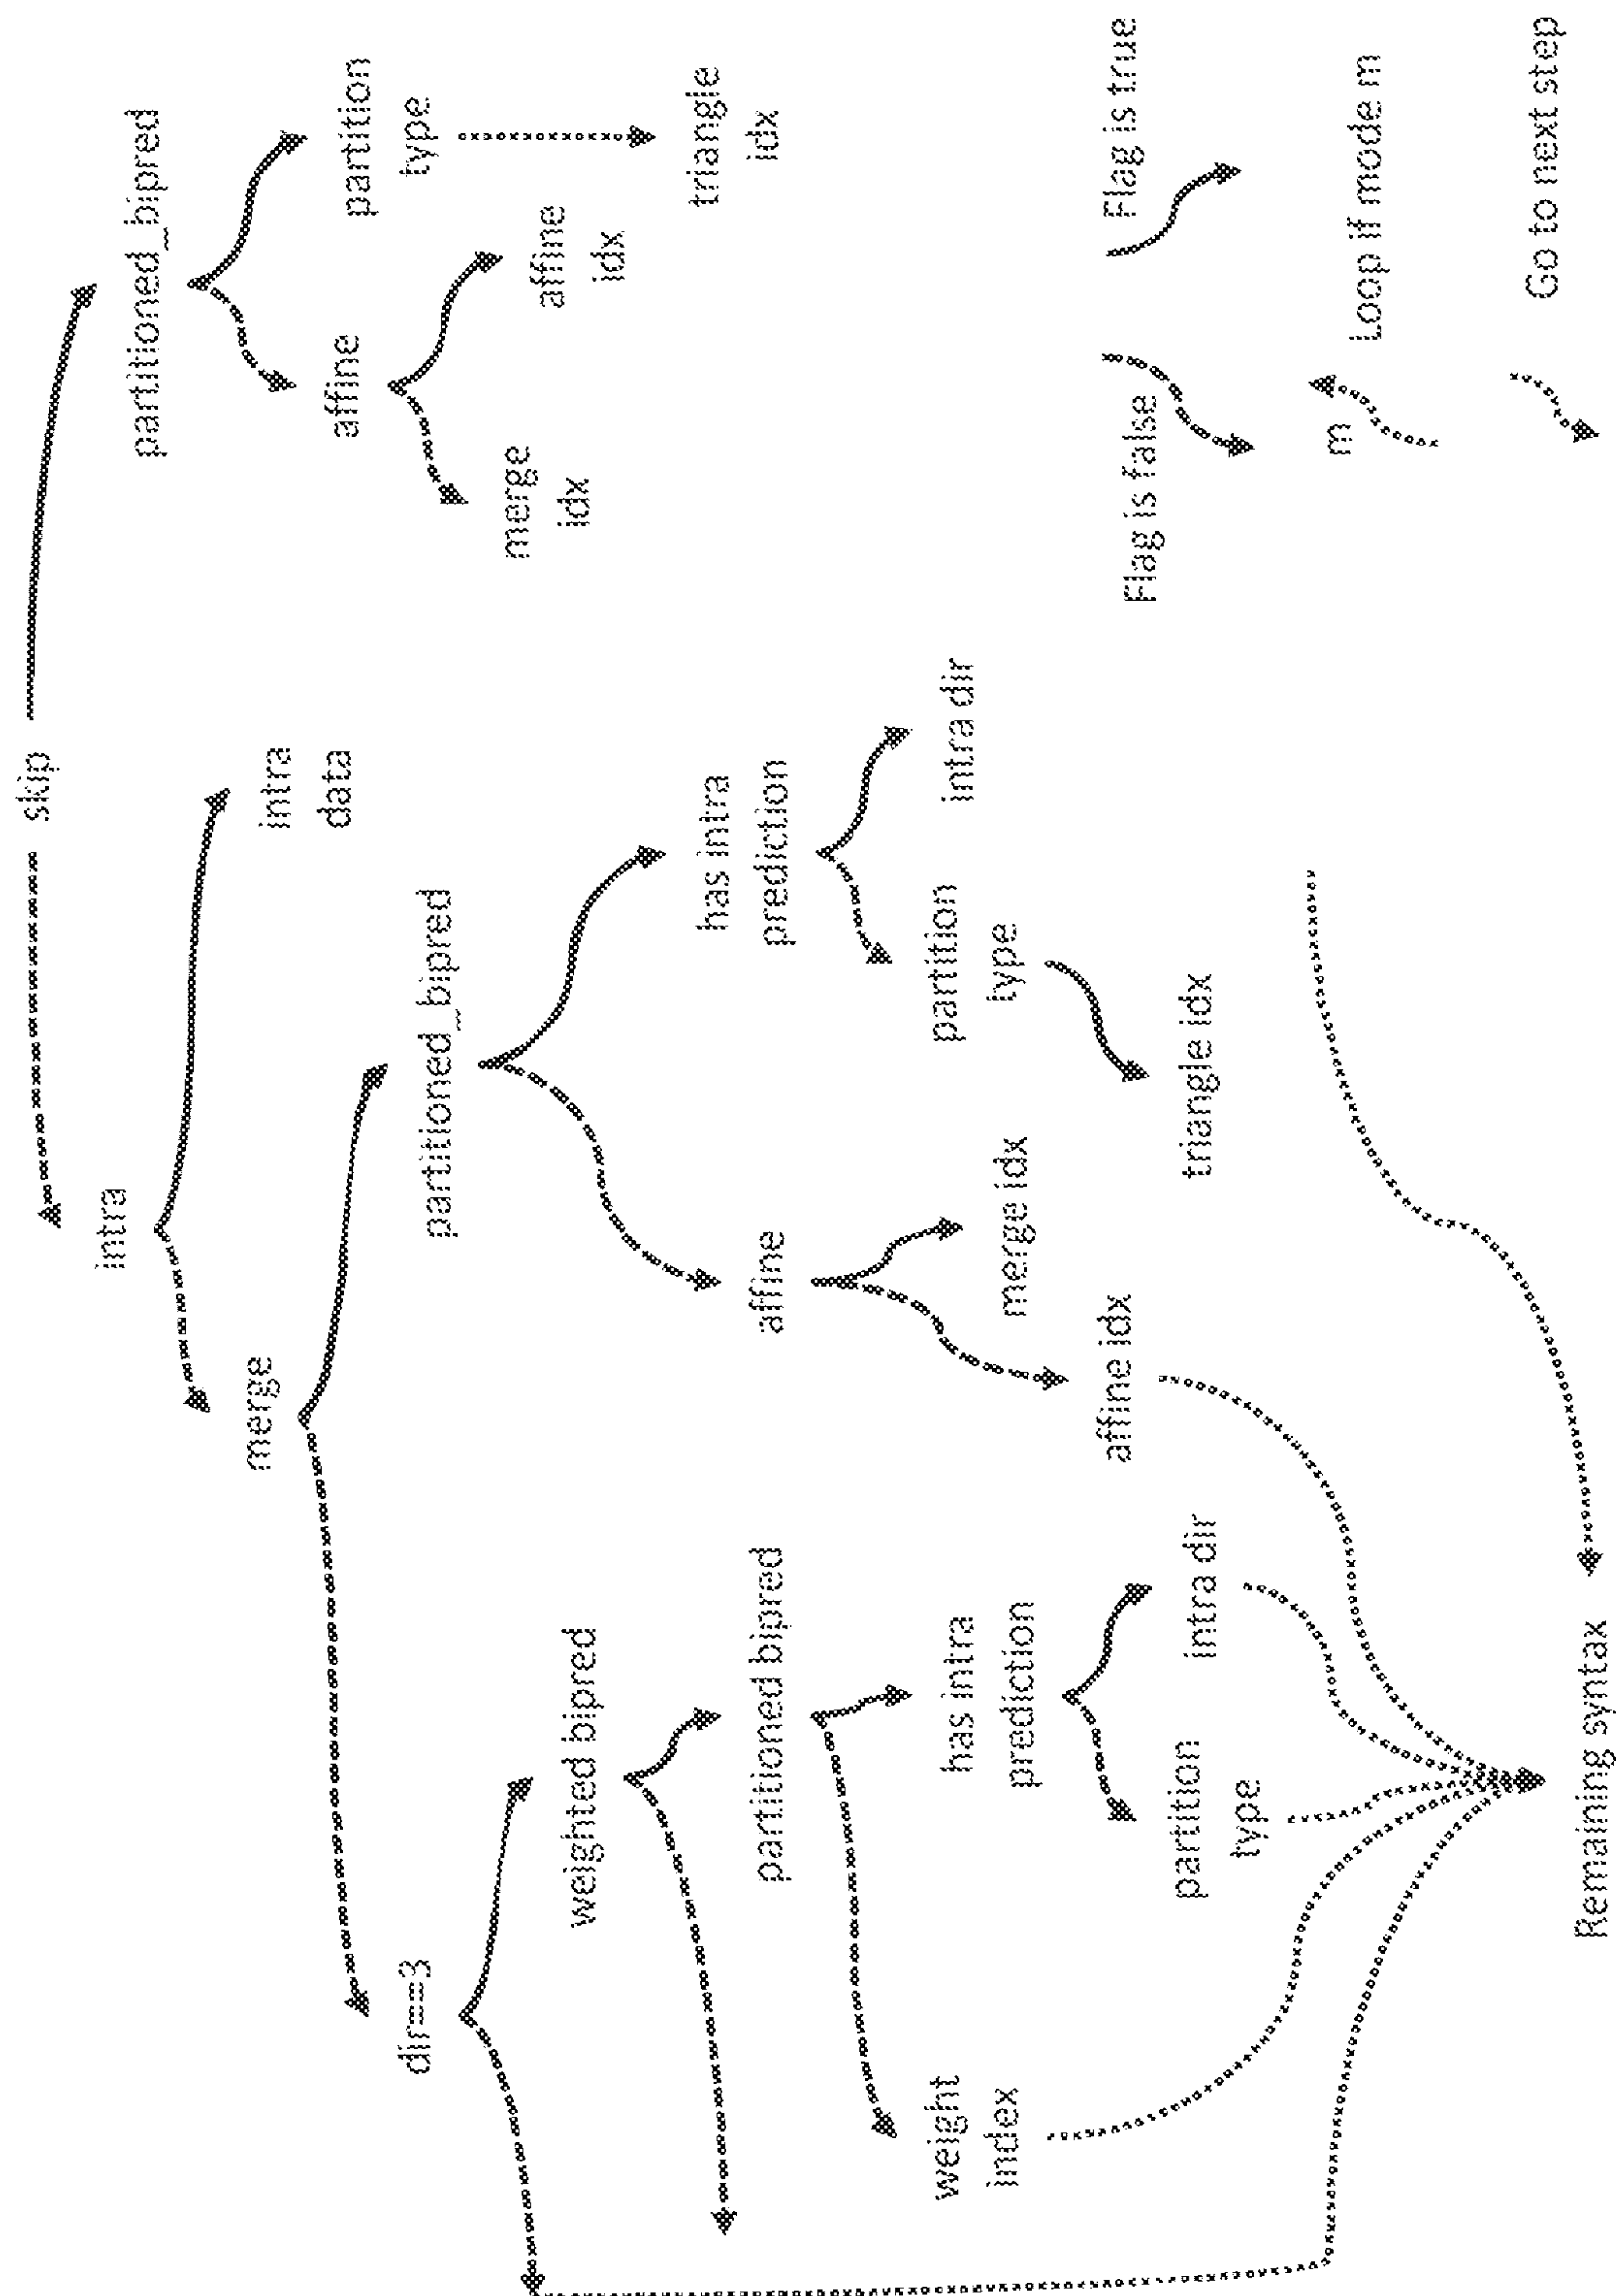 skip
intra
intra
data
partitioned_bipred
merge
partitioned_bipred
affine
partition
type
dir==3
merge
idx
affine
idx
triangle
idx
weighted bipred
affine
has intra
prediction
partitioned bipred
merge idx
partition
type
intra dir
weight
index
has intra
prediction
affine idx
triangle idx
partition
type
intra dir
Remaining syntax
Flag is false
Flag is true
m
Loop if mode m
Go to next step